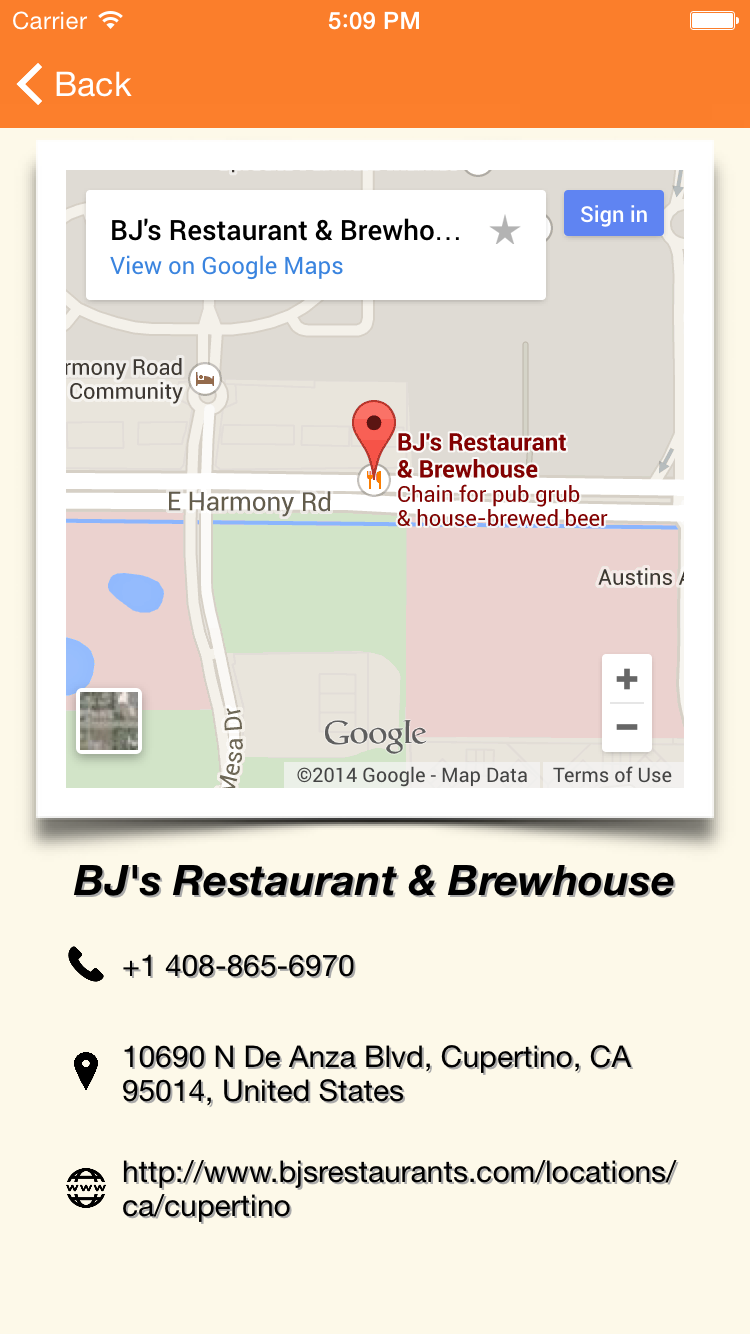 Carrier 5:09 PM
Back
BJ's Restaurant & Brewho...
Sign in
View on Google Maps
rmony Road
Community
BJ's Restaurant
& Brewhouse
Chain for pub grub
& house-brewed beer
E Harmony Rd
Austins
Mesa Dr
Google
+
−
©2014 Google - Map Data
Terms of Use
BJ's Restaurant & Brewhouse
+1 408-865-6970
10690 N De Anza Blvd, Cupertino, CA
95014, United States
www
http://www.bjsrestaurants.com/locations/
ca/cupertino